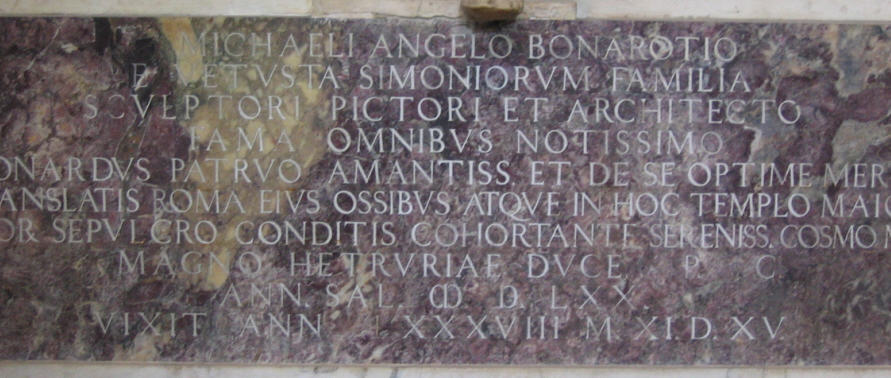 MICHAELI ANGELO BONAROTIO
E VETVSTA SIMONIORVM FAMILIA
SCVLPTORI PICTORI ET ARCHITECTO
FAMA OMNIBVS NOTISSIMO
ONARDVS PATRVO AMANTISS. ET DE SE OPTIME MER
ANSLATIS ROMA EIVS OSSIBVS ATQVE IN HOC TEMPLO MAI
OR SEPVLCRO CONDITIS COHORTANTE SERENISS. COSMO M
MAGNO HETRVRIAE DVCE P. C
ANN. SAL. CIↃ D. LXX
VIXIT ANN. XXXVIII M XI.D.XV